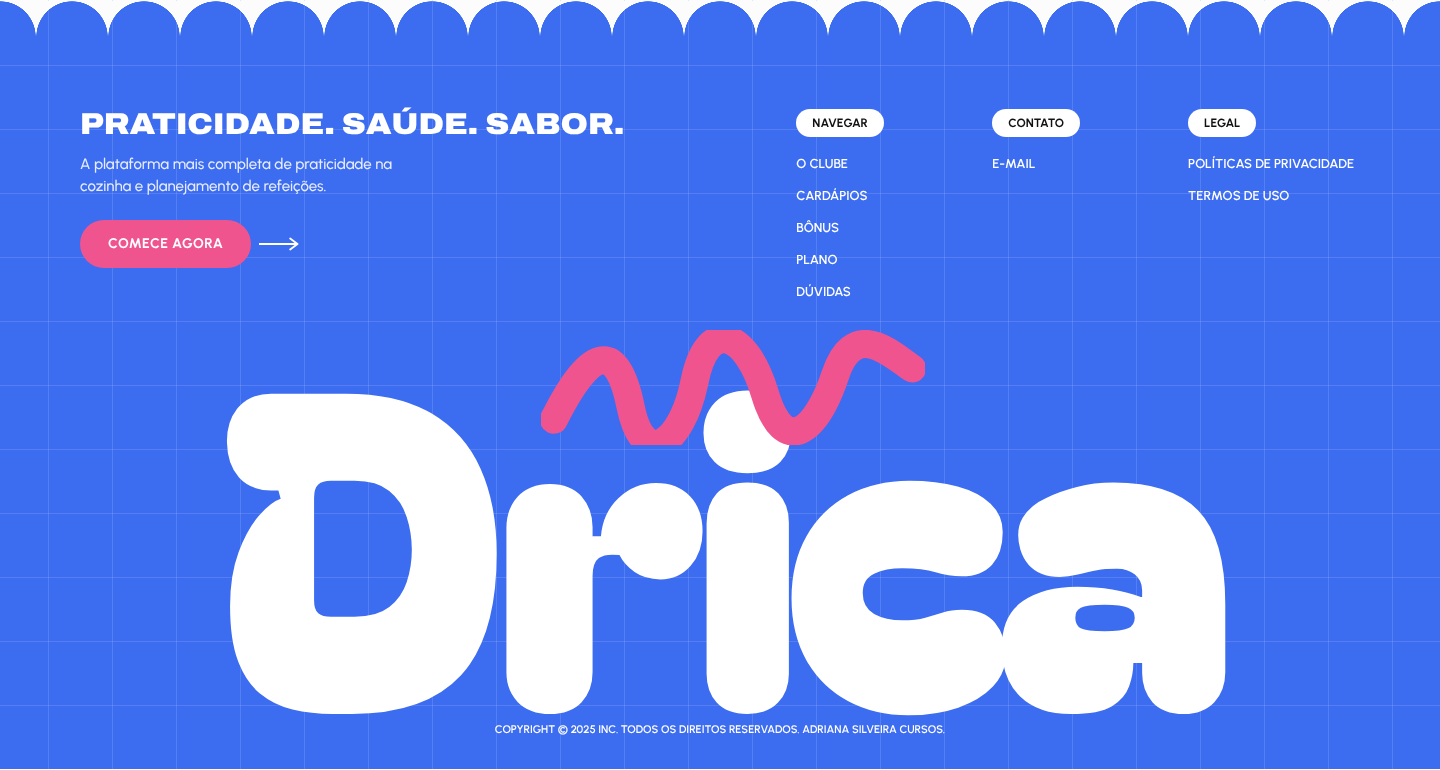 PRATICIDADE. SAÚDE. SABOR.
A plataforma mais completa de praticidade na
cozinha e planejamento de refeições.
COMECE AGORA
NAVEGAR
O CLUBE
CARDÁPIOS
BÔNUS
PLANO
DÚVIDAS
CONTATO
E-MAIL
LEGAL
POLÍTICAS DE PRIVACIDADE
TERMOS DE USO
Drica
COPYRIGHT © 2025 INC. TODOS OS DIREITOS RESERVADOS. ADRIANA SILVEIRA CURSOS.